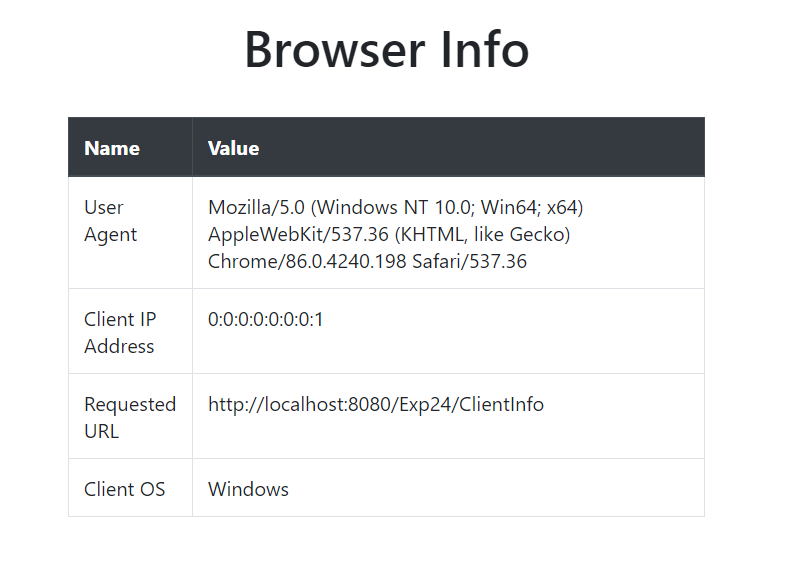 Browser Info
Name Value
User Mozilla/5.0 (Windows NT 10.0; Win64; x64)
Agent AppleWebKit/537.36 (KHTML, like Gecko)
Chrome/86.0.4240.198 Safari/537.36
Client IP 0:0:0:0:0:0:0:1
Address
Requested http://localhost:8080/Exp24/ClientInfo
URL
Client OS Windows